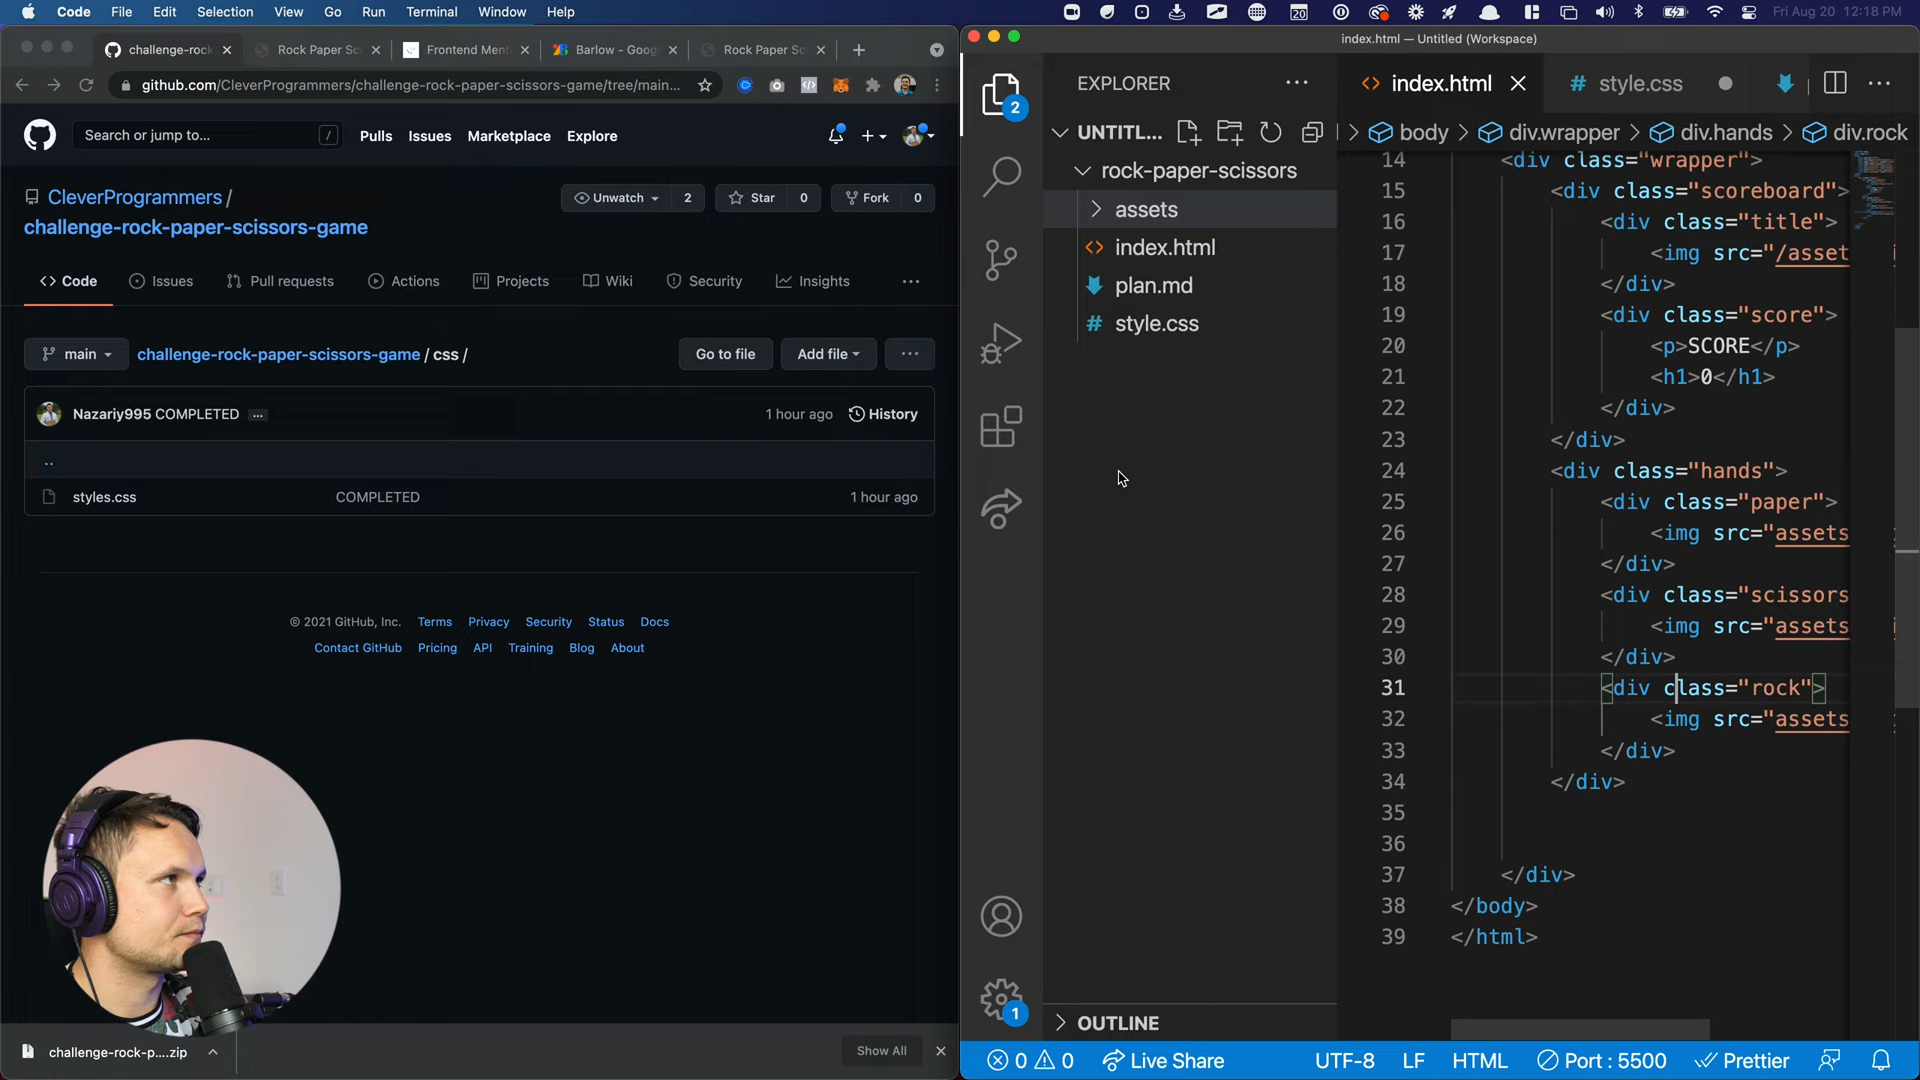 Code File Edit Selection View Go Run Terminal Window Help
20 Fri Aug 20 12:18 PM
challenge-rock Rock Paper Sci Frontend Ment Barlow - Goog Rock Paper Sc
github.com/CleverProgrammers/challenge-rock-paper-scissors-game/tree/main...
Search or jump to... / Pulls Issues Marketplace Explore
CleverProgrammers /
challenge-rock-paper-scissors-game
Unwatch 2 Star 0 Fork 0
Code Issues Pull requests Actions Projects Wiki Security Insights
main challenge-rock-paper-scissors-game / css / Go to file Add file
Nazariy995 COMPLETED ... 1 hour ago History
..
styles.css COMPLETED 1 hour ago
© 2021 GitHub, Inc. Terms Privacy Security Status Docs
Contact GitHub Pricing API Training Blog About
challenge-rock-p....zip Show All
index.html — Untitled (Workspace)
2
EXPLORER
UNTITL...
rock-paper-scissors
assets
index.html
plan.md
style.css
OUTLINE
1
index.html style.css
body div.wrapper div.hands div.rock
14 <div class="wrapper">
15 <div class="scoreboard">
16 <div class="title">
17 <img src="/asset
18 </div>
19 <div class="score">
20 <p>SCORE</p>
21 <h1>0</h1>
22 </div>
23 </div>
24 <div class="hands">
25 <div class="paper">
26 <img src="assets
27 </div>
28 <div class="scissors
29 <img src="assets
30 </div>
31 <div class="rock">
32 <img src="assets
33 </div>
34 </div>
35
36
37 </div>
38 </body>
39 </html>
0 0 Live Share UTF-8 LF HTML Port : 5500 Prettier